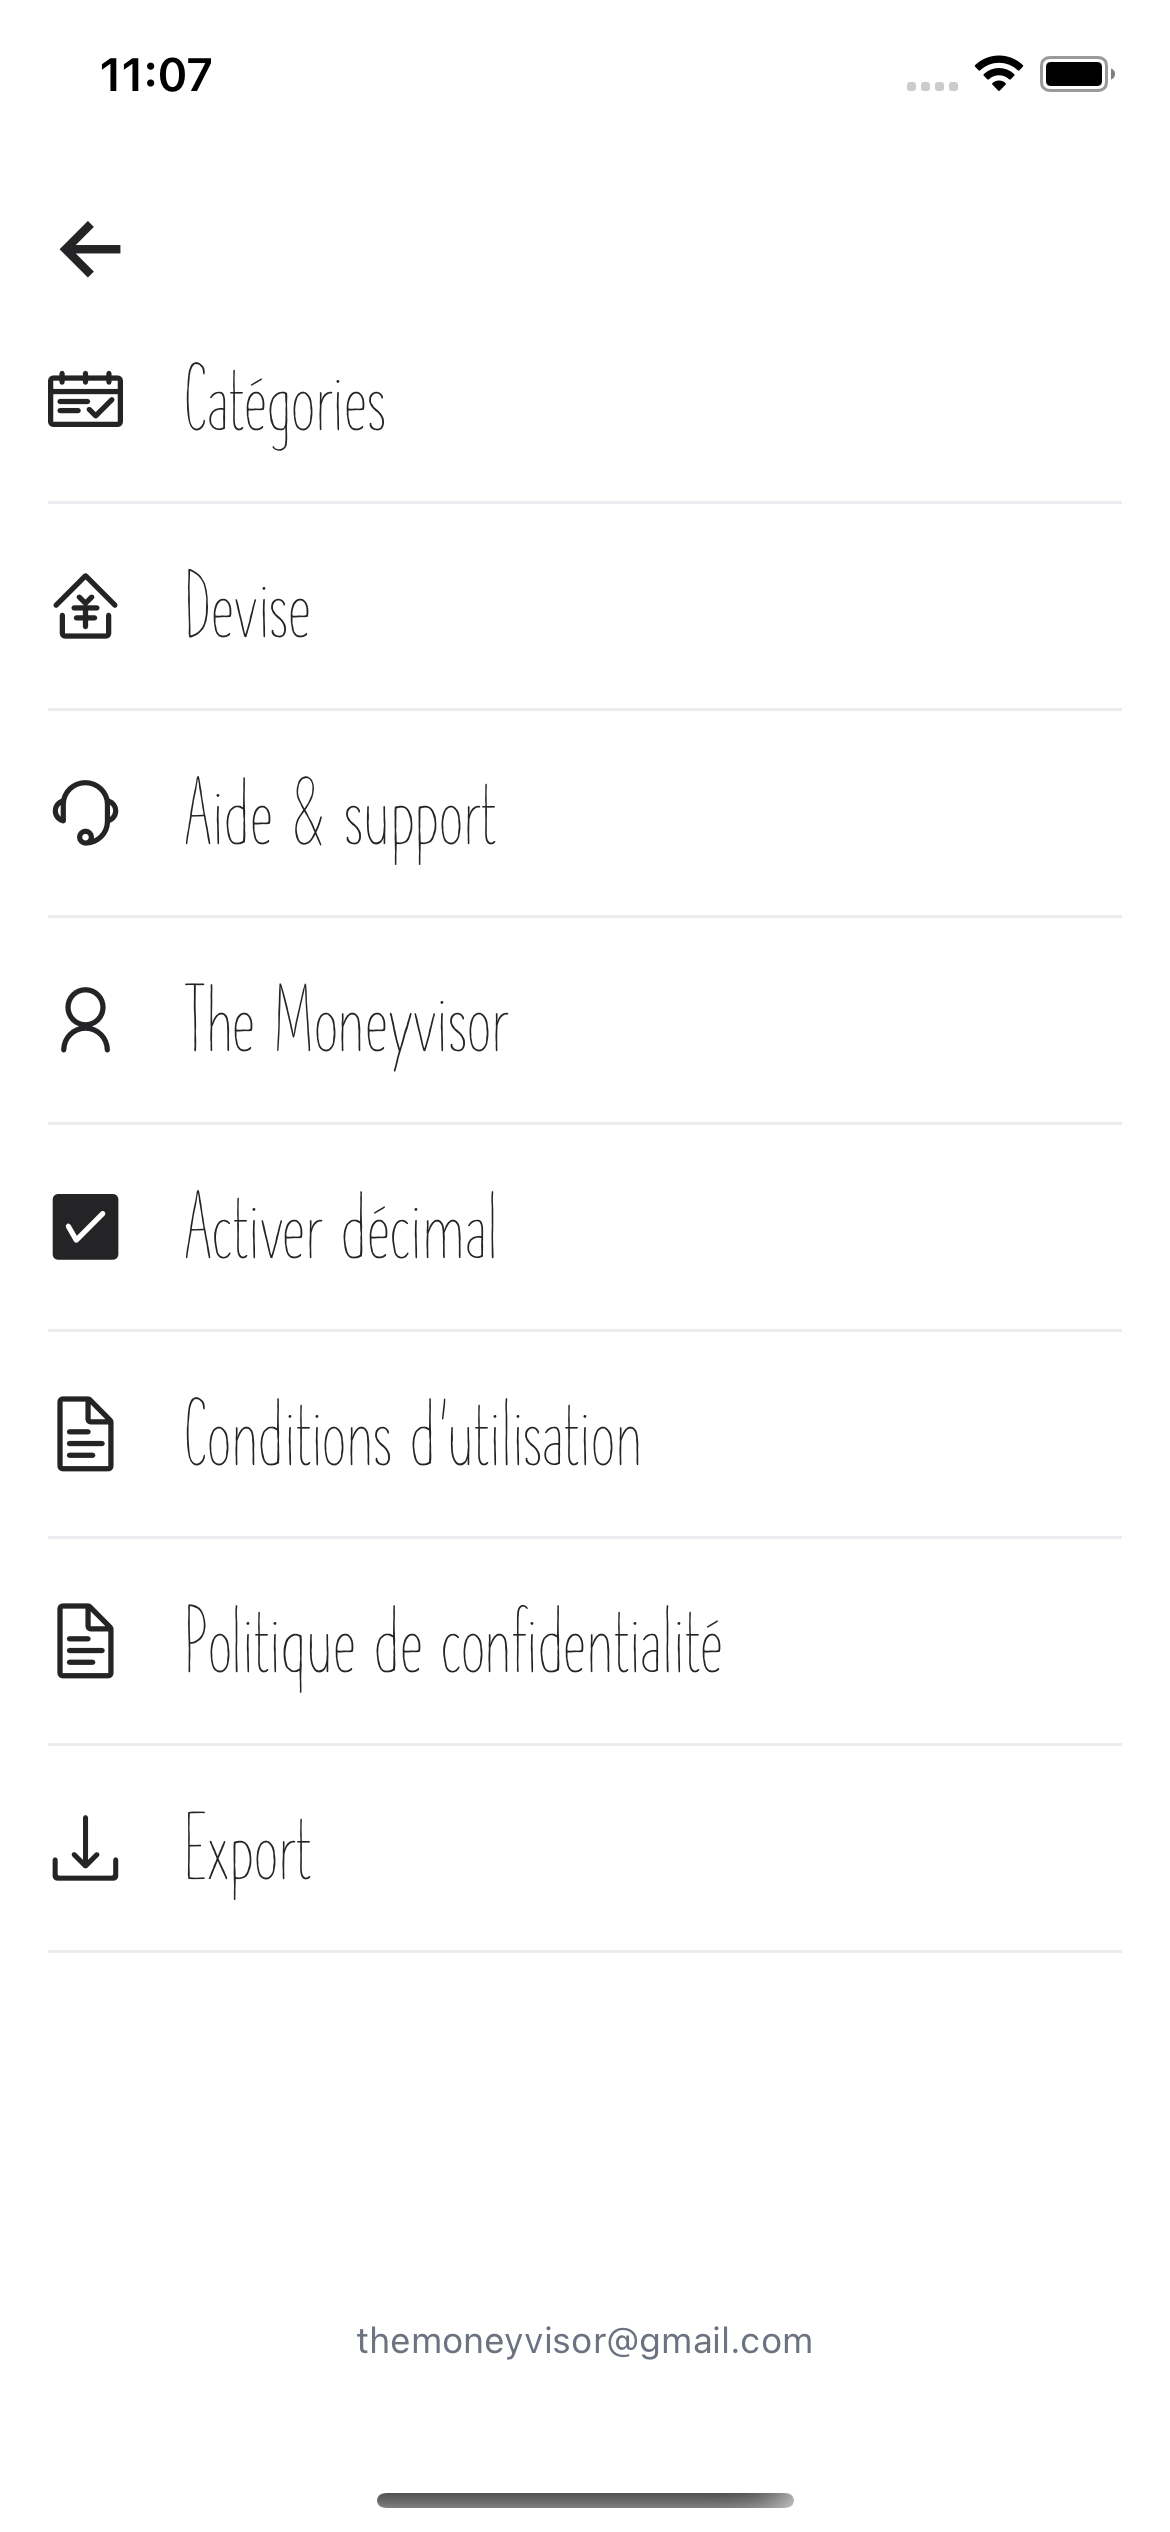 11:07
Catégories
Devise
Aide & support
The Moneyvisor
Activer décimal
Conditions d'utilisation
Politique de confidentialité
Export
themoneyvisor@gmail.com